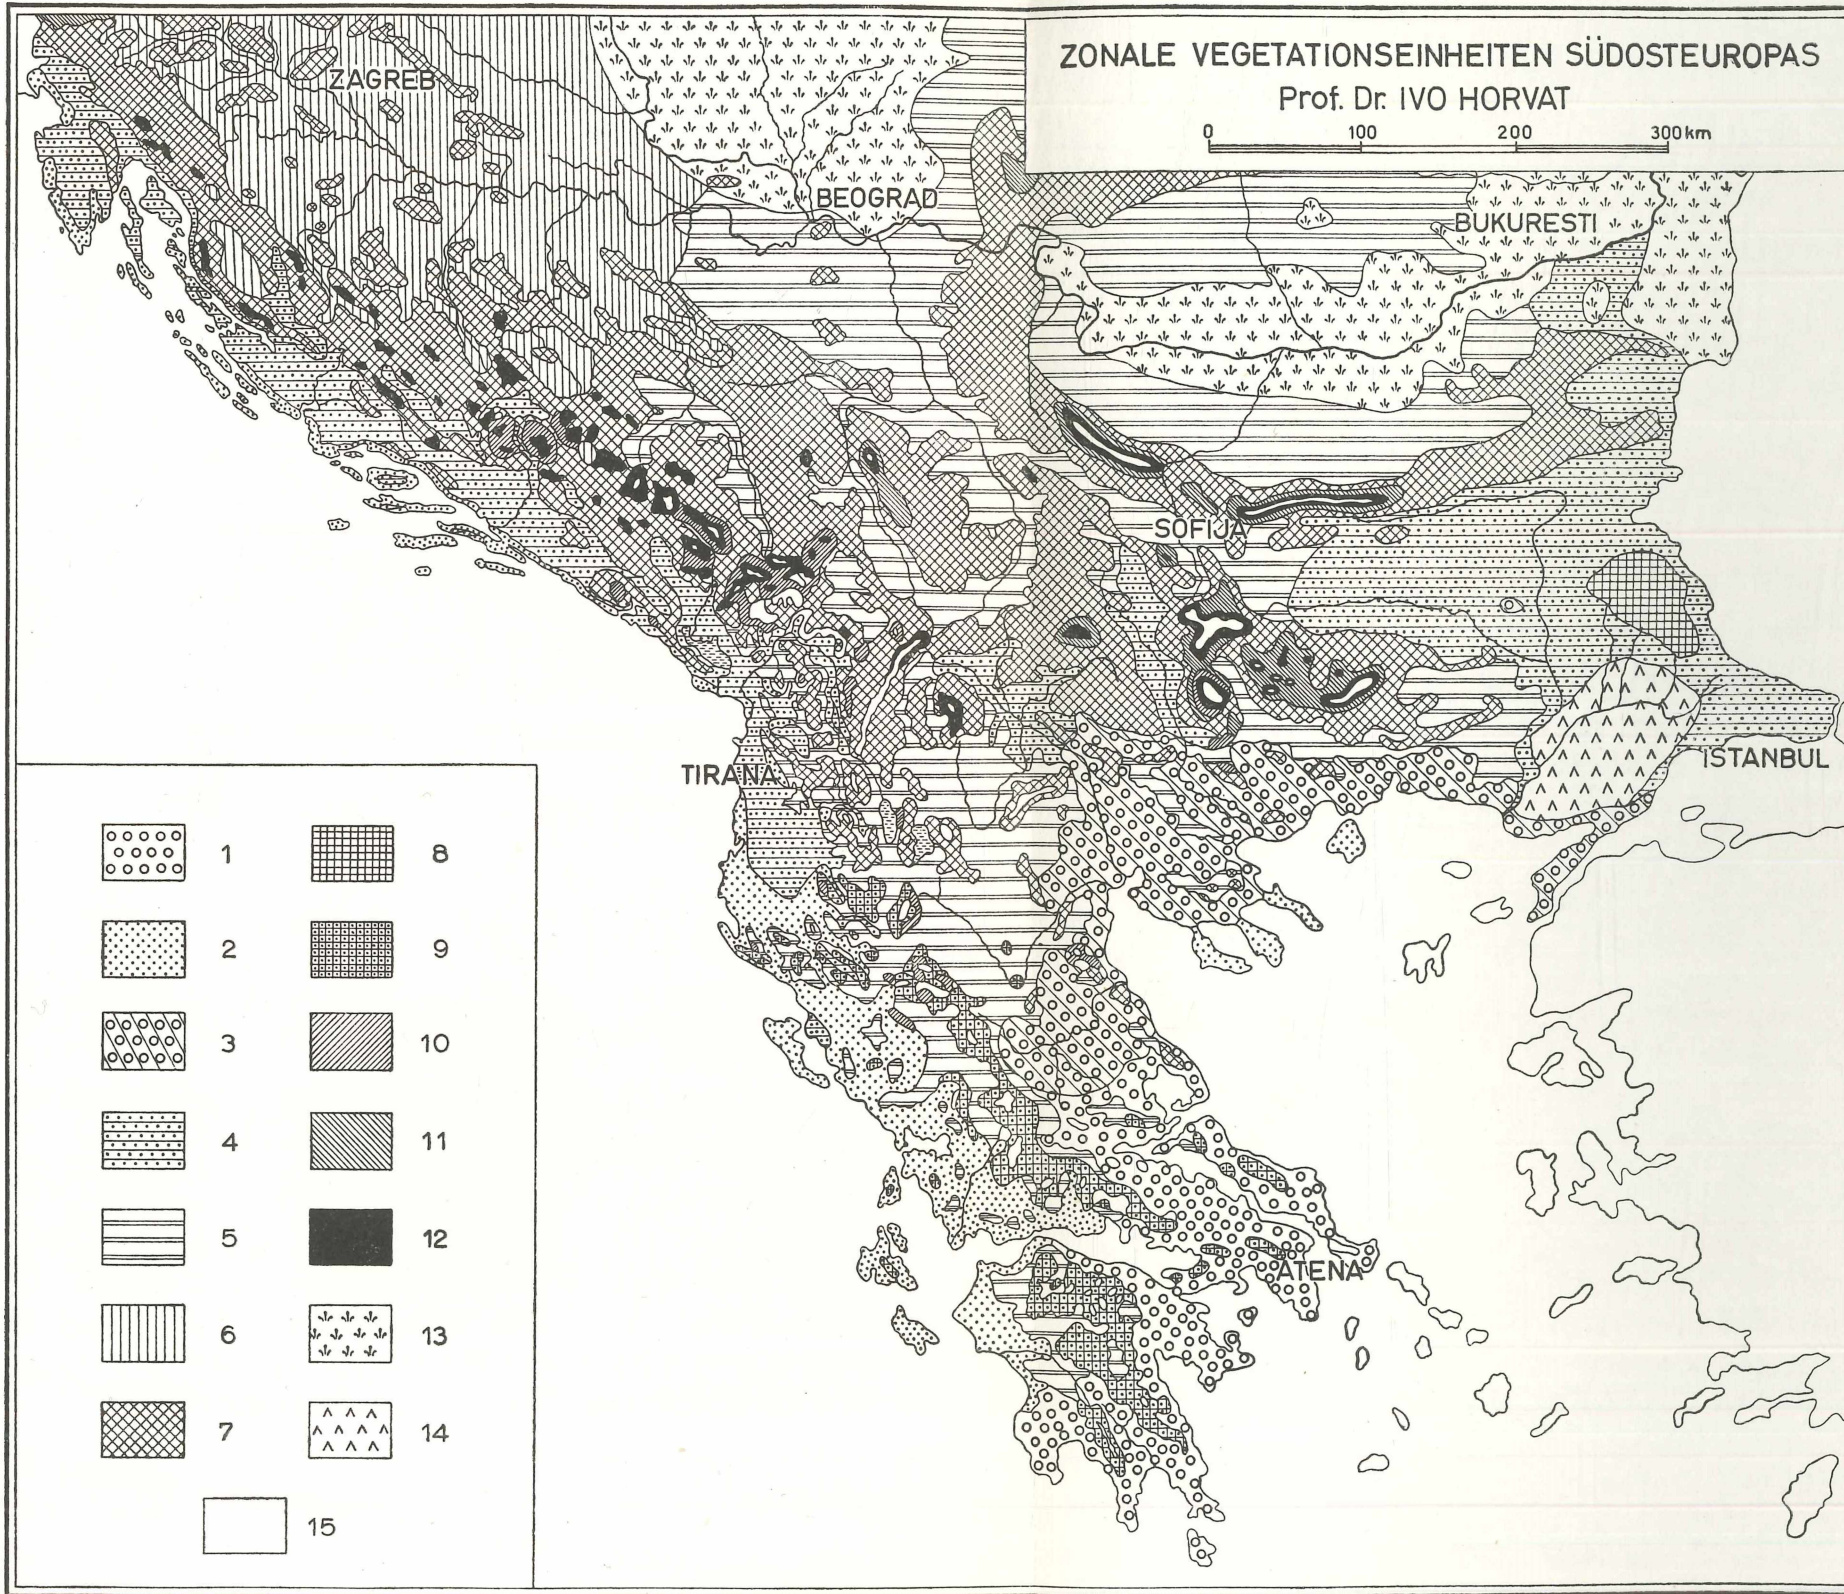 ZONALE VEGETATIONSEINHEITEN SÜDOSTEUROPAS
Prof. Dr. IVO HORVAT
0 100 200 300 km
ZAGREB
BEOGRAD
BUKURESTI
SOFIJA
TIRANA
ISTANBUL
ATENA
1 8
2 9
3 10
4 11
5 12
6 13
7 14
15